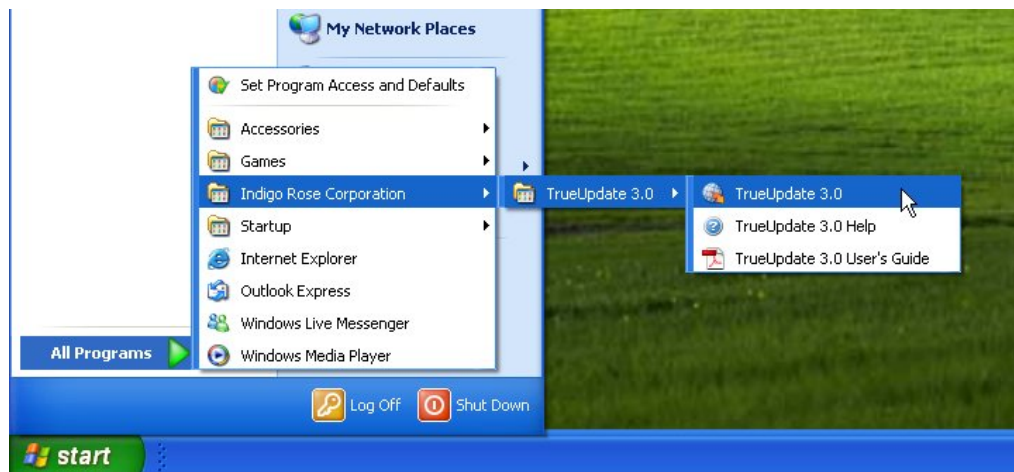 My Network Places
Set Program Access and Defaults
Accessories
Games
Indigo Rose Corporation
TrueUpdate 3.0
TrueUpdate 3.0
Startup
TrueUpdate 3.0 Help
Internet Explorer
TrueUpdate 3.0 User's Guide
Outlook Express
Windows Live Messenger
All Programs
Windows Media Player
Log Off
Shut Down
start